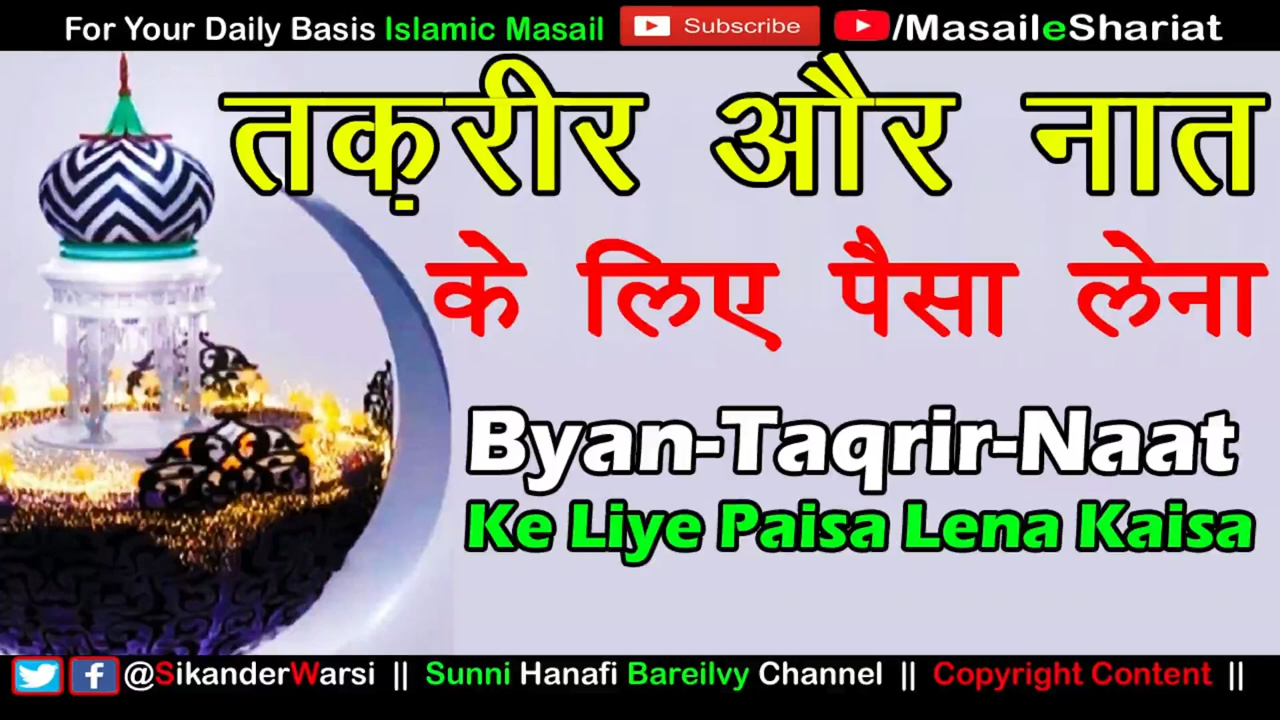 For Your Daily Basis Islamic Masail Subscribe /MasaileShariat
तक़रीर और नात
के लिए पैसा लेना
Byan-Taqrir-Naat
Ke Liye Paisa Lena Kaisa
@SikanderWarsi || Sunni Hanafi Bareilvy Channel || Copyright Content ||